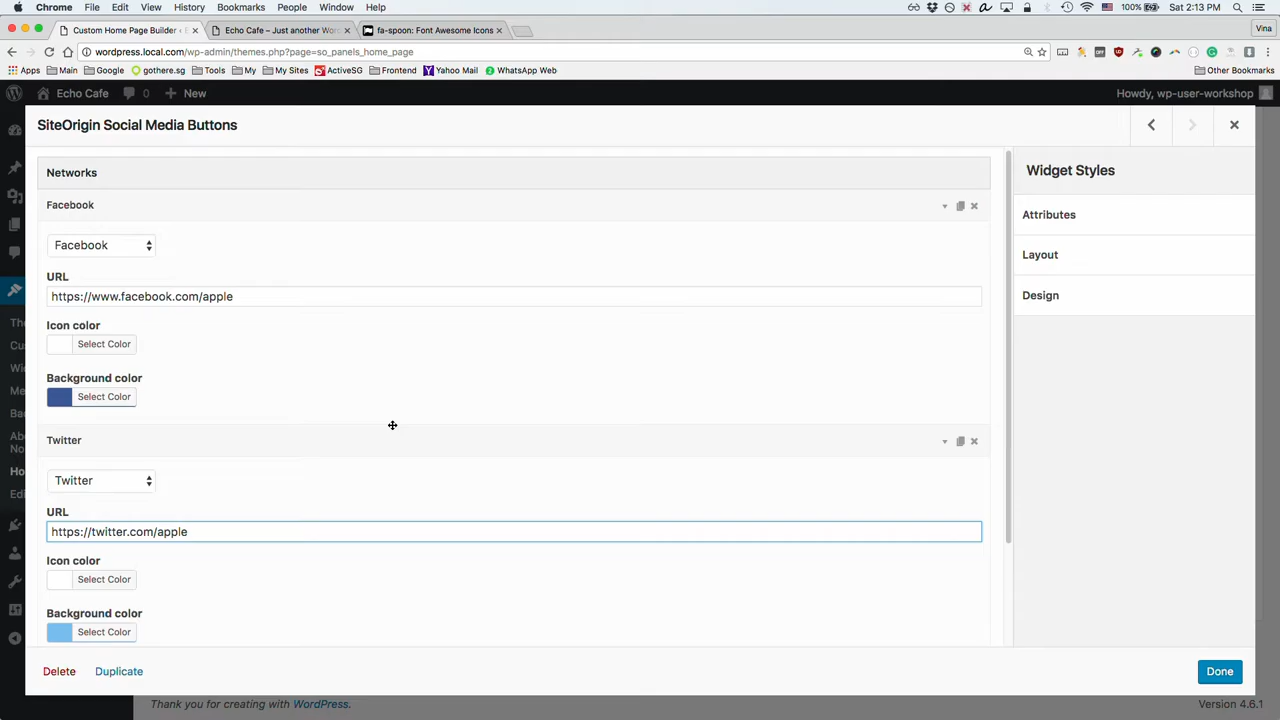 Chrome File Edit View History Bookmarks People Window Help 100% Sat 2:13 PM
Custom Home Page Builder ‹ E Echo Cafe – Just another Wor fa-spoon: Font Awesome Icons Vina
wordpress.local.com/wp-admin/themes.php?page=so_panels_home_page
Apps Main Google gothere.sg Tools My My Sites ActiveSG Frontend Yahoo Mail WhatsApp Web Other Bookmarks
Echo Cafe 0 New Howdy, wp-user-workshop
SiteOrigin Social Media Buttons
Networks
Widget Styles
Facebook
Attributes
Facebook
Layout
URL
https://www.facebook.com/apple
Design
Icon color
Select Color
Background color
Select Color
Twitter
Twitter
URL
https://twitter.com/apple
Icon color
Select Color
Background color
Select Color
Delete Duplicate Done
Thank you for creating with WordPress. Version 4.6.1